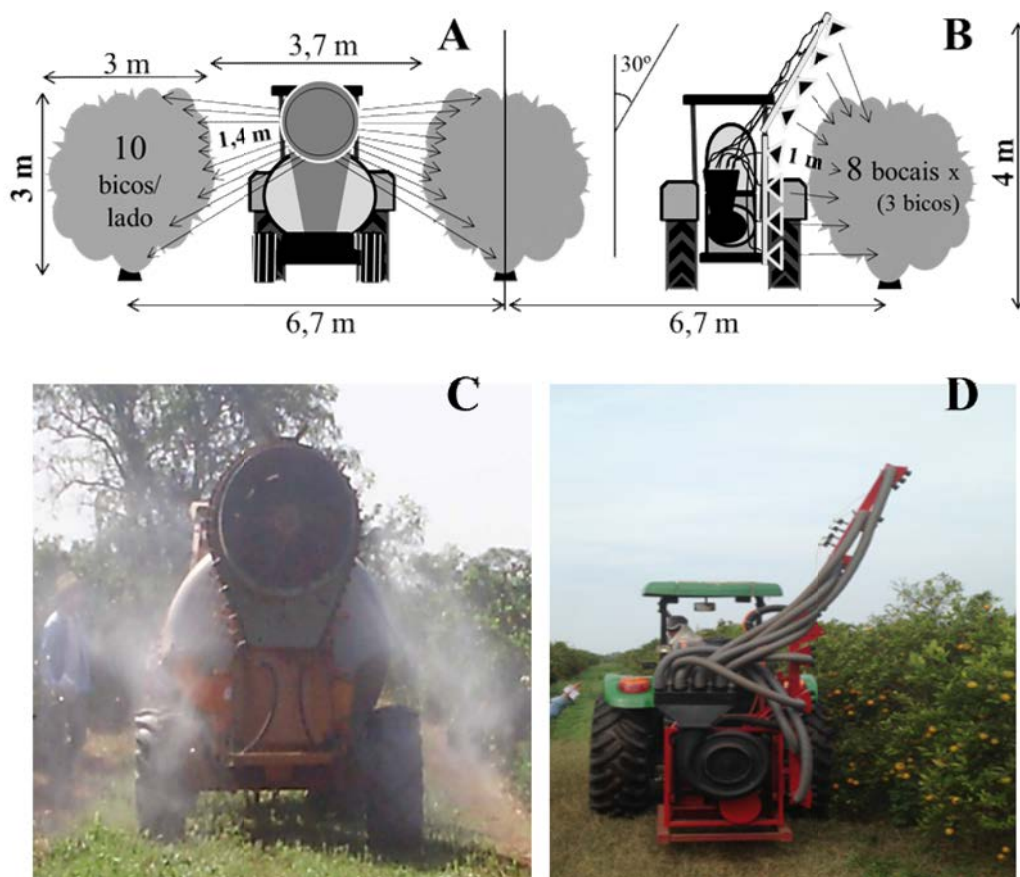 A
3,7 m
3 m
3 m
1,4 m
10
bicos/
lado
6,7 m
B
30º
1 m
8 bocais x
(3 bicos)
4 m
6,7 m
C
D